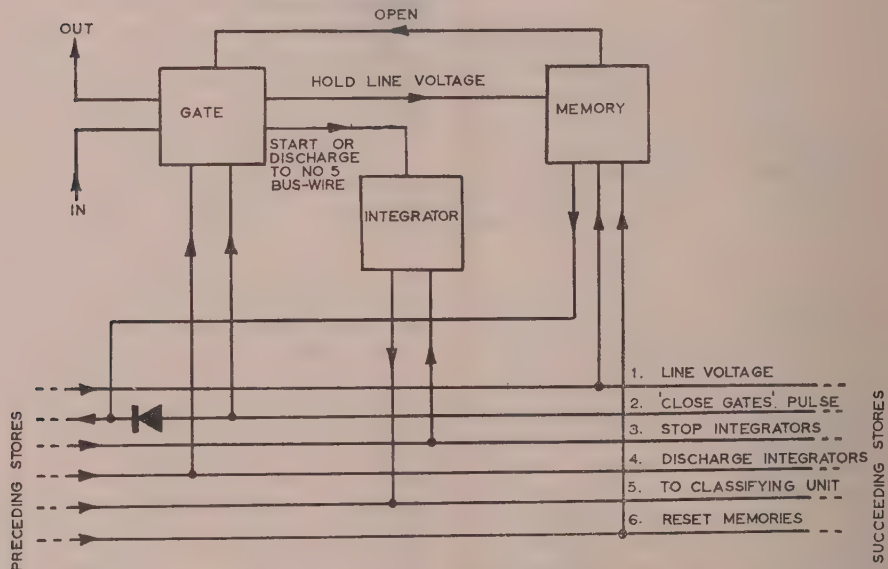 OPEN
OUT
HOLD LINE VOLTAGE
GATE
MEMORY
START OR
DISCHARGE
TO NO 5
BUS-WIRE
IN
INTEGRATOR
1. LINE VOLTAGE
2. 'CLOSE GATES'. PULSE
3. STOP INTEGRATORS
4. DISCHARGE INTEGRATORS
5. TO CLASSIFYING UNIT
6. RESET MEMORIES
PRECEDING STORES
SUCCEEDING STORES